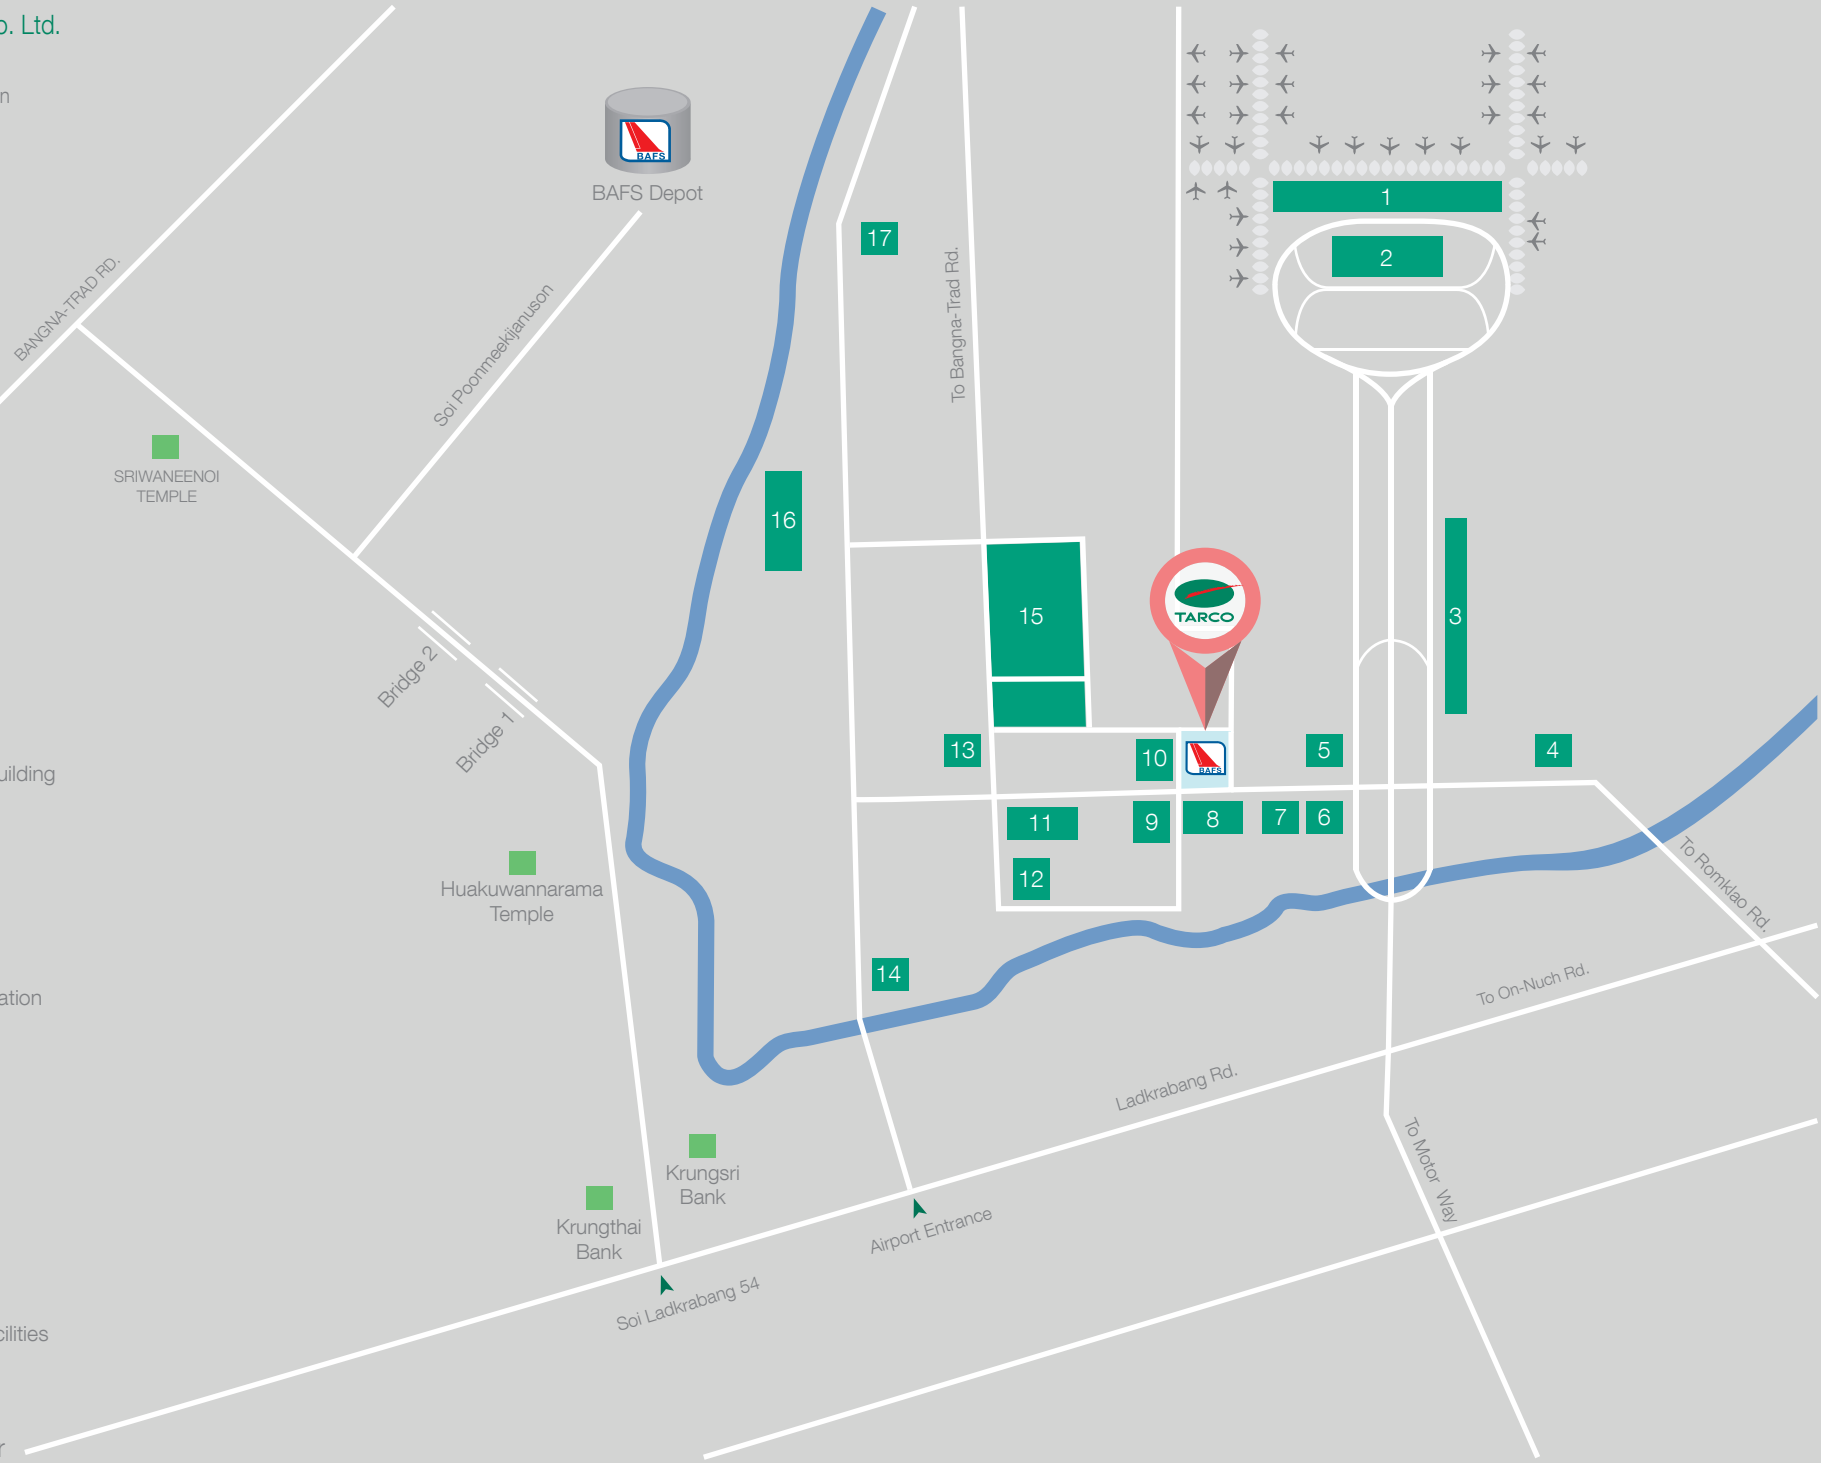 Ltd.
BAFS
BAFS Depot
1
2
17
To Bangna-Trad Rd.
BANGNA-TRAD RD.
Soi Poonmeekijanuson
SRIWANEENOI
TEMPLE
16
15
TARCO
3
Bridge 2
Bridge 1
13
10
BAFS
5
4
11
9
8
7
6
12
Huakuwannarama
Temple
To Romklao Rd.
14
To On-Nuch Rd.
Ladkrabang Rd.
To Motor Way
Krungsri
Bank
Krungthai
Bank
Airport Entrance
Soi Ladkrabang 54